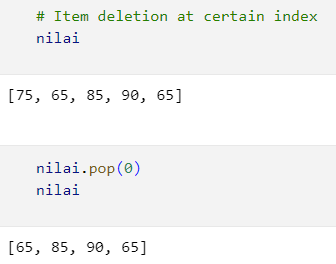 # Item deletion at certain index
nilai
[75, 65, 85, 90, 65]
nilai.pop(0)
nilai
[65, 85, 90, 65]